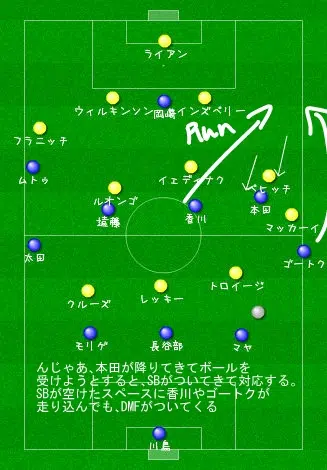 ライアン
ウィルキンソン
岡崎
インズベリー
Run
フラニッチ
ムトゥ
イェディナク
ベヒッチ
ルオンゴ
遠藤
香川
本田
マッカーイ
太田
ゴートク
トロイージ
レッキー
クルーズ
モリゲ
長谷部
マヤ
んじゃあ、本田が降りてきてボールを
受けようとすると、SBがついてきて対応する。
SBが空けたスペースに香川やゴートクが
走り込んでも、DMFがついてくる
川島